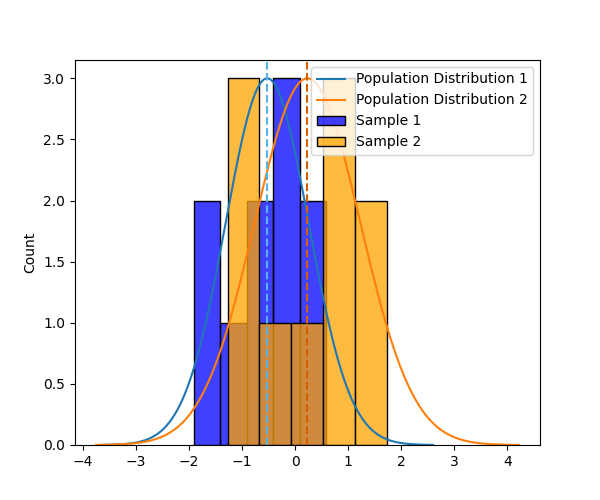 Population Distribution 1
Population Distribution 2
Sample 1
Sample 2
3.0
2.5
2.0
1.5
1.0
0.5
0.0
Count
−4 −3 −2 −1 0 1 2 3 4